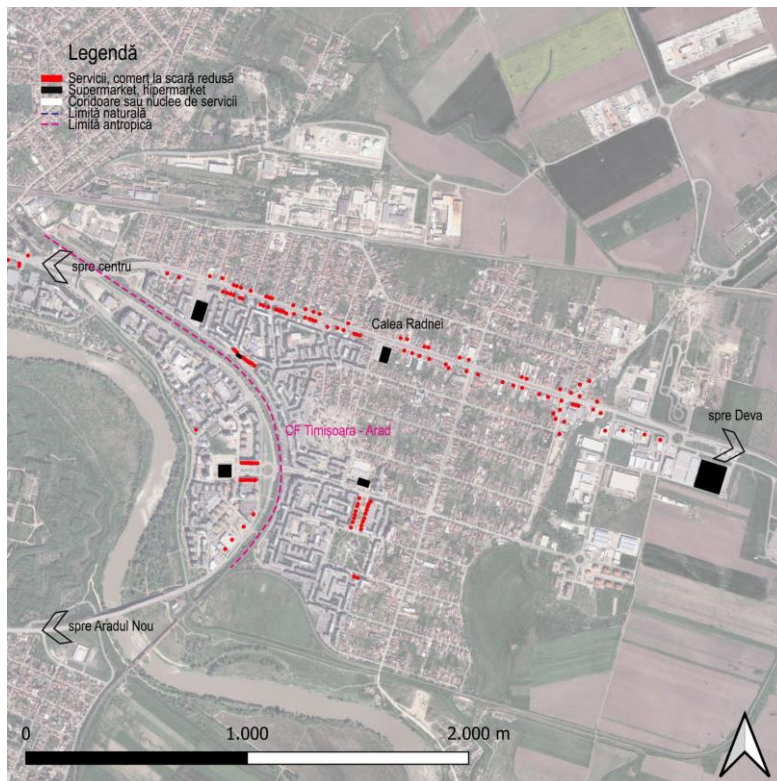 Legendă
Servicii, comerț la scară redusă
Supermarket, hipermarket
Coridoare sau nuclee de servicii
Limită naturală
Limită antropică
spre centru
Calea Radnei
spre Deva
CF Timișoara - Arad
spre Aradul Nou
0 1.000 2.000 m